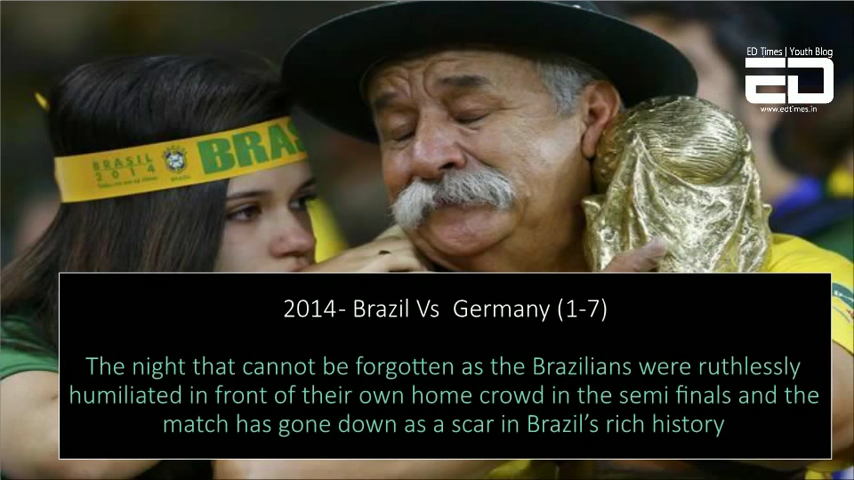 ED Times | Youth Blog
ED
www.edtimes.in
BRASIL
2014
BRASIL
BRAS
2014- Brazil Vs  Germany (1-7)
The night that cannot be forgotten as the Brazilians were ruthlessly
humiliated in front of their own home crowd in the semi finals and the
match has gone down as a scar in Brazil’s rich history